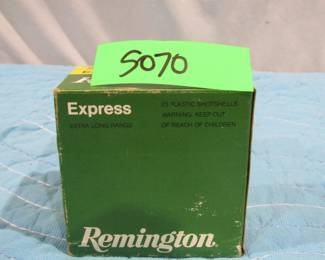 5070
Express
EXTRA LONG RANGE
25 PLASTIC SHOTSHELLS
WARNING: KEEP OUT
OF REACH OF CHILDREN
Remington